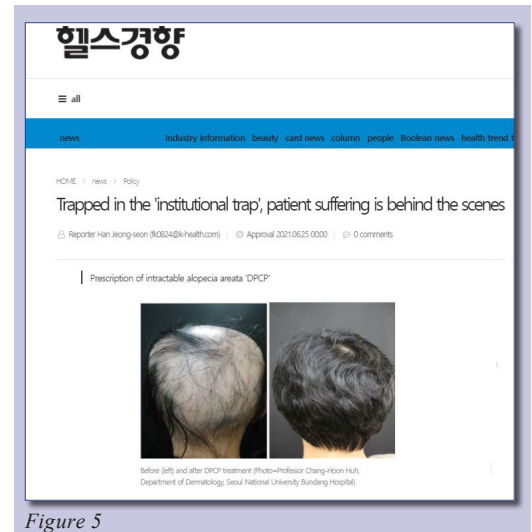 헬스경향
≡ all
news Industry information beauty card news column people Boolean news health trend t
HOME > news > Policy
Trapped in the 'institutional trap', patient suffering is behind the scenes
Reporter Han Jeong-seon (fk0824@k-health.com) | Approval 2021.06.25 00:00 | 0 comments
Prescription of intractable alopecia areata 'DPCP'
Before (left) and after DPCP treatment (Photo=Professor Chang-Hoon Huh,
Department of Dermatology, Seoul National University Bundang Hospital)
Figure 5